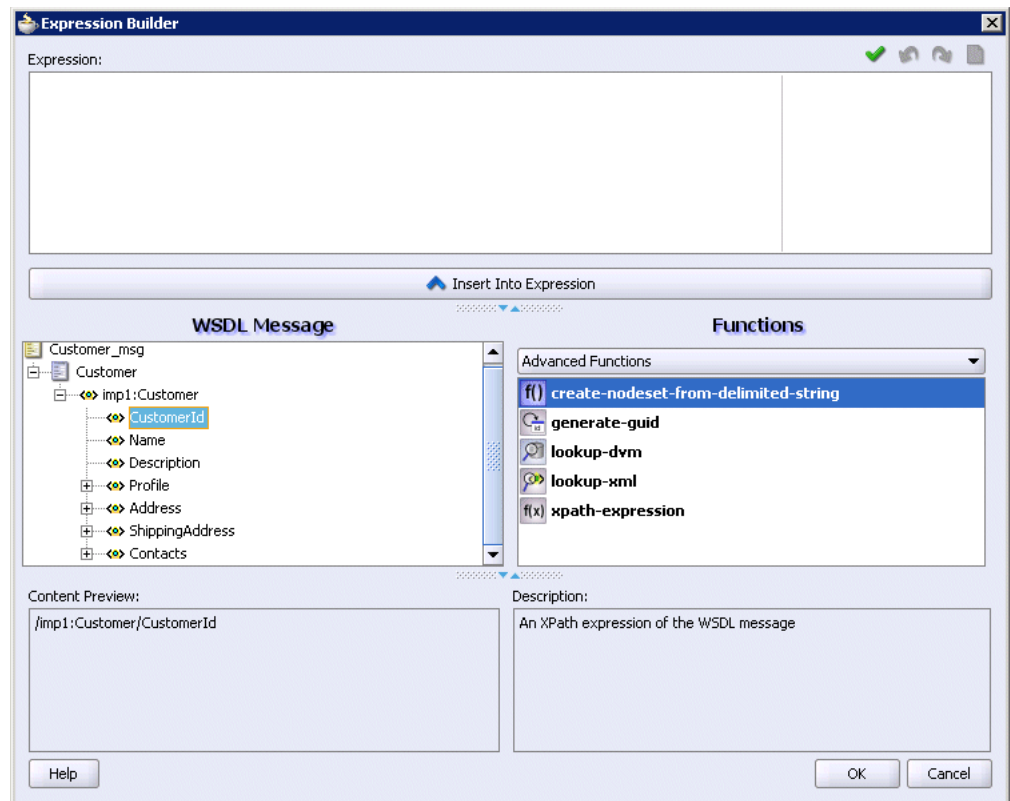 Expression Builder
Expression:
Insert Into Expression
WSDL Message
Functions
Customer_msg
Customer
imp1:Customer
CustomerId
Name
Description
Profile
Address
ShippingAddress
Contacts
Advanced Functions
f() create-nodeset-from-delimited-string
id generate-guid
lookup-dvm
lookup-xml
f(x) xpath-expression
Content Preview:
/imp1:Customer/CustomerId
Description:
An XPath expression of the WSDL message
Help
OK
Cancel